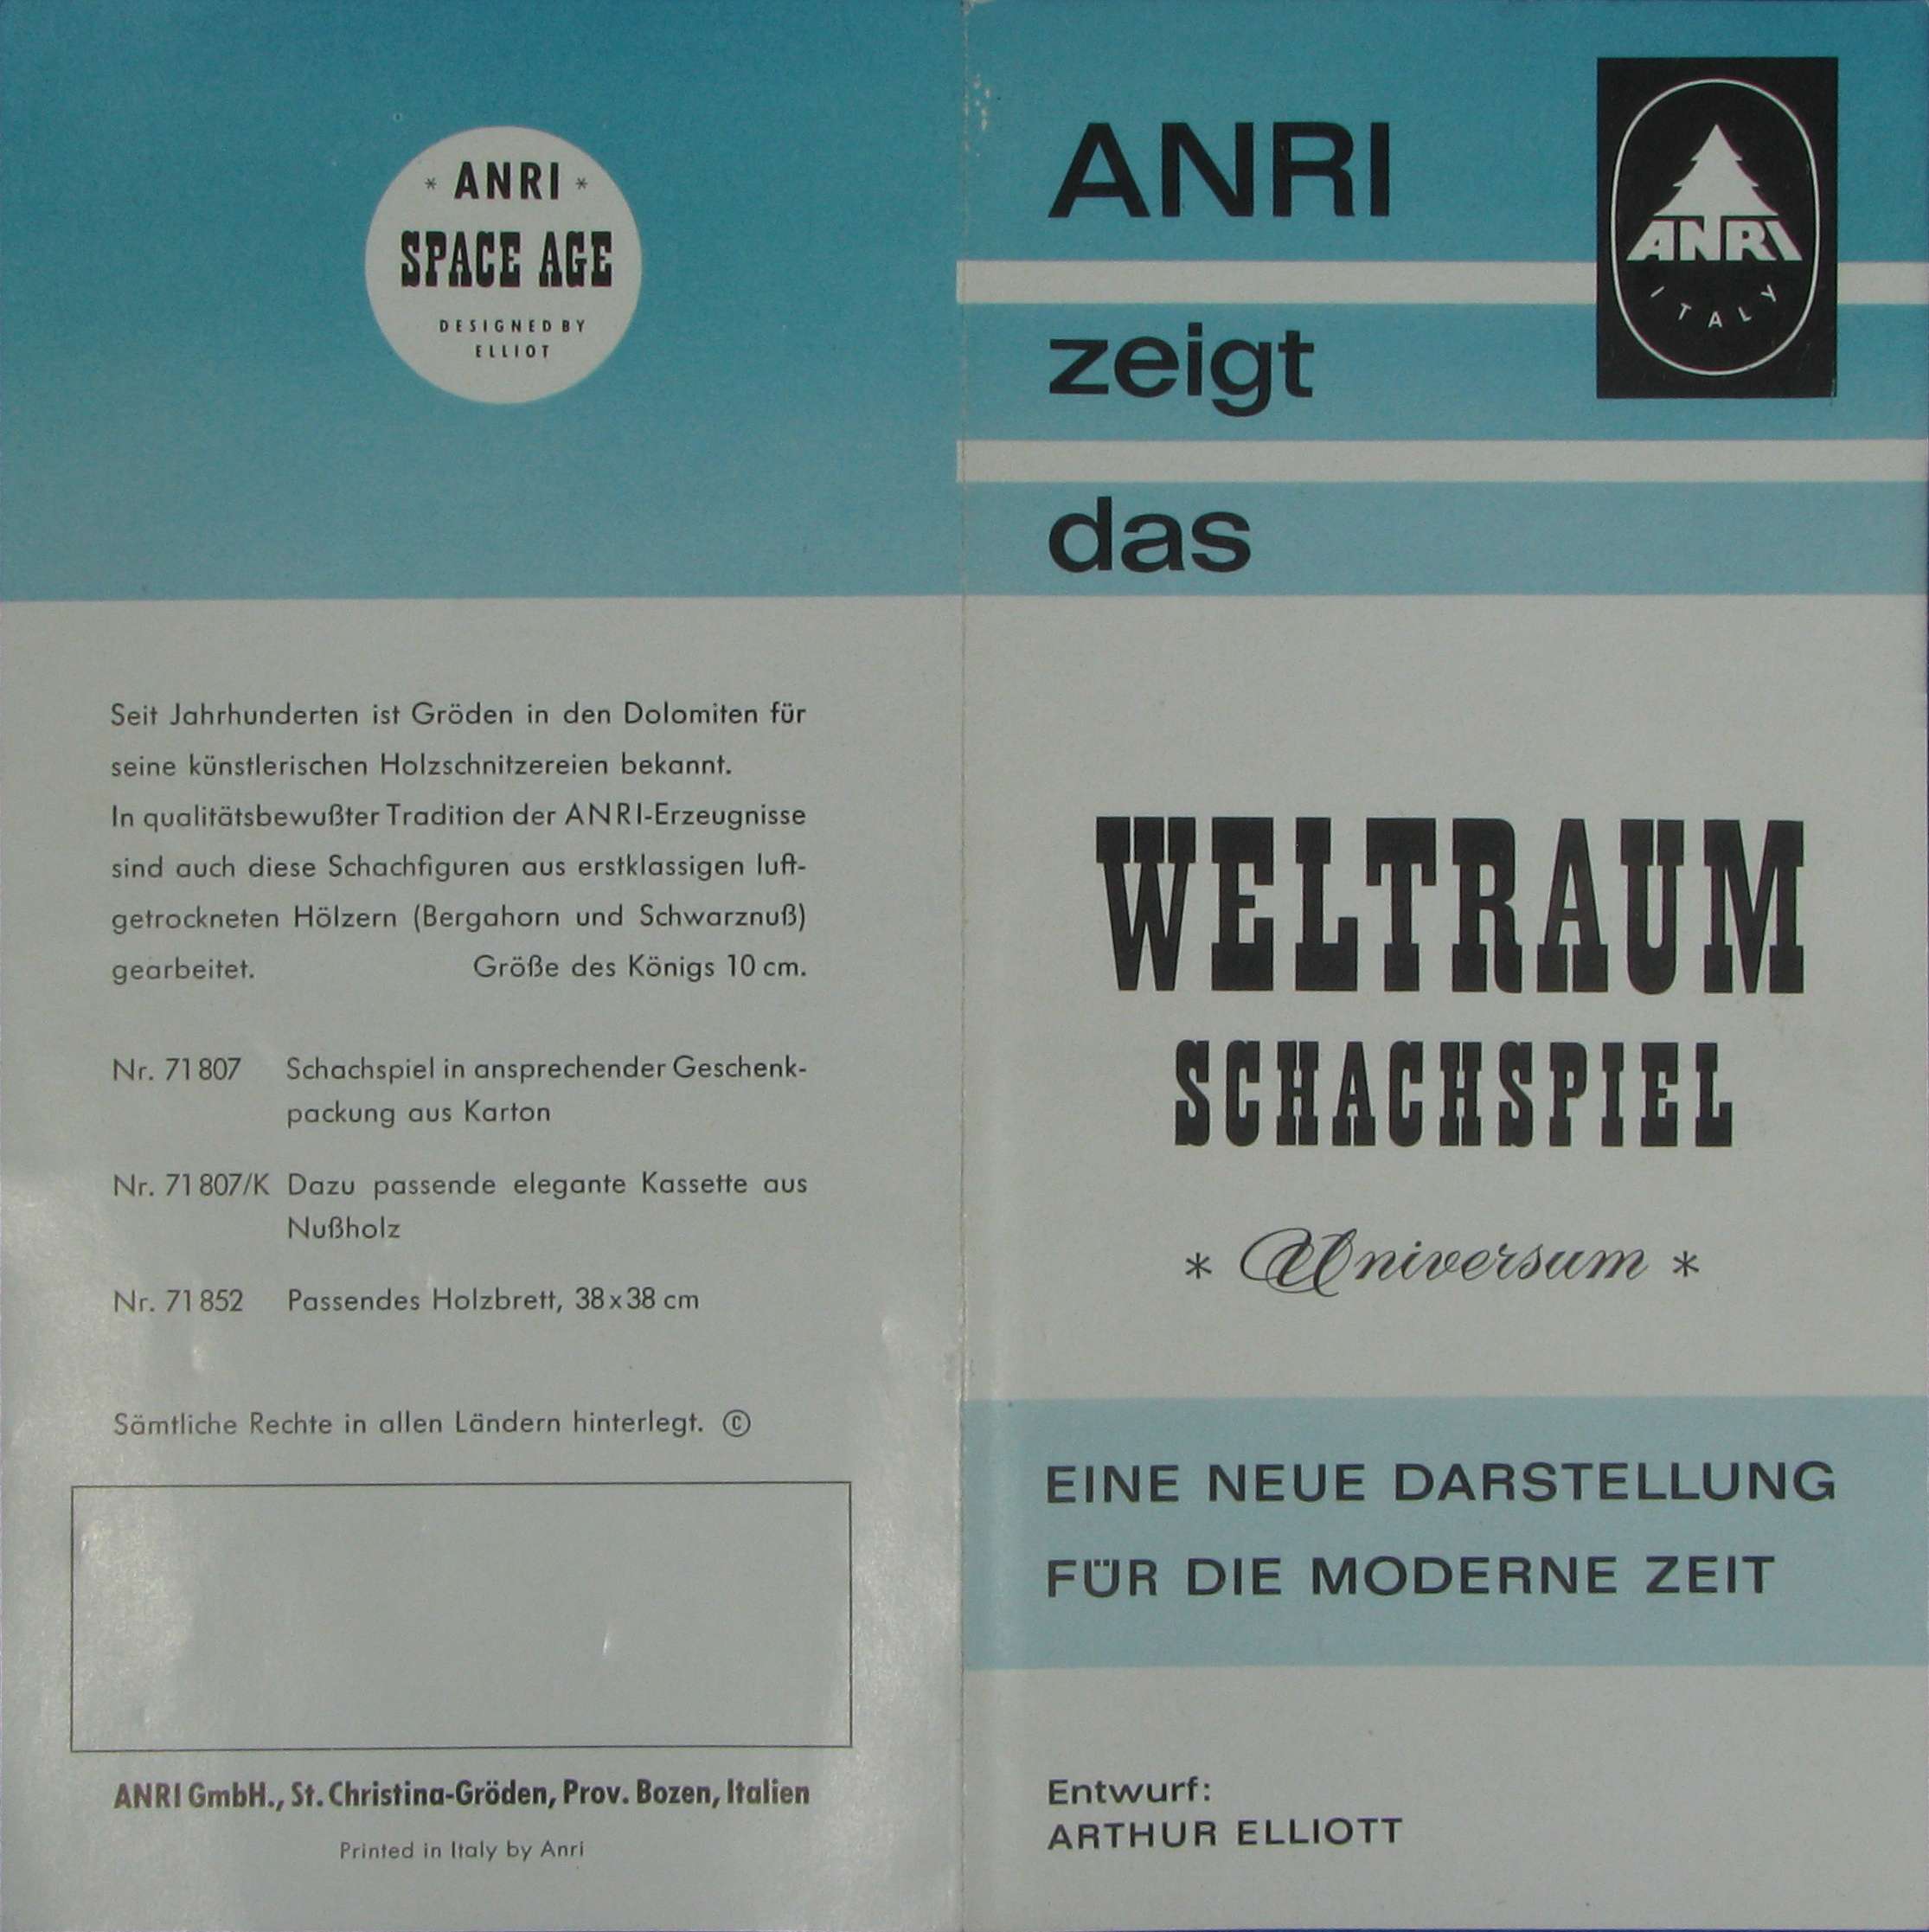 * ANRI *
SPACE AGE
DESIGNED BY
ELLIOT
Seit Jahrhunderten ist Gröden in den Dolomiten für
seine künstlerischen Holzschnitzereien bekannt.
In qualitätsbewußter Tradition der ANRI-Erzeugnisse
sind auch diese Schachfiguren aus erstklassigen luft-
getrockneten Hölzern (Bergahorn und Schwarznuß)
gearbeitet. Größe des Königs 10 cm.
Nr. 71 807 Schachspiel in ansprechender Geschenk-
packung aus Karton
Nr. 71 807/K Dazu passende elegante Kassette aus
Nußholz
Nr. 71 852 Passendes Holzbrett, 38 x 38 cm
Sämtliche Rechte in allen Ländern hinterlegt. ©
ANRI GmbH., St. Christina-Gröden, Prov. Bozen, Italien
Printed in Italy by Anri
ANRI
zeigt
das
ANRI
ITALY
WELTRAUM
SCHACHSPIEL
* Universum *
EINE NEUE DARSTELLUNG
FÜR DIE MODERNE ZEIT
Entwurf:
ARTHUR ELLIOTT